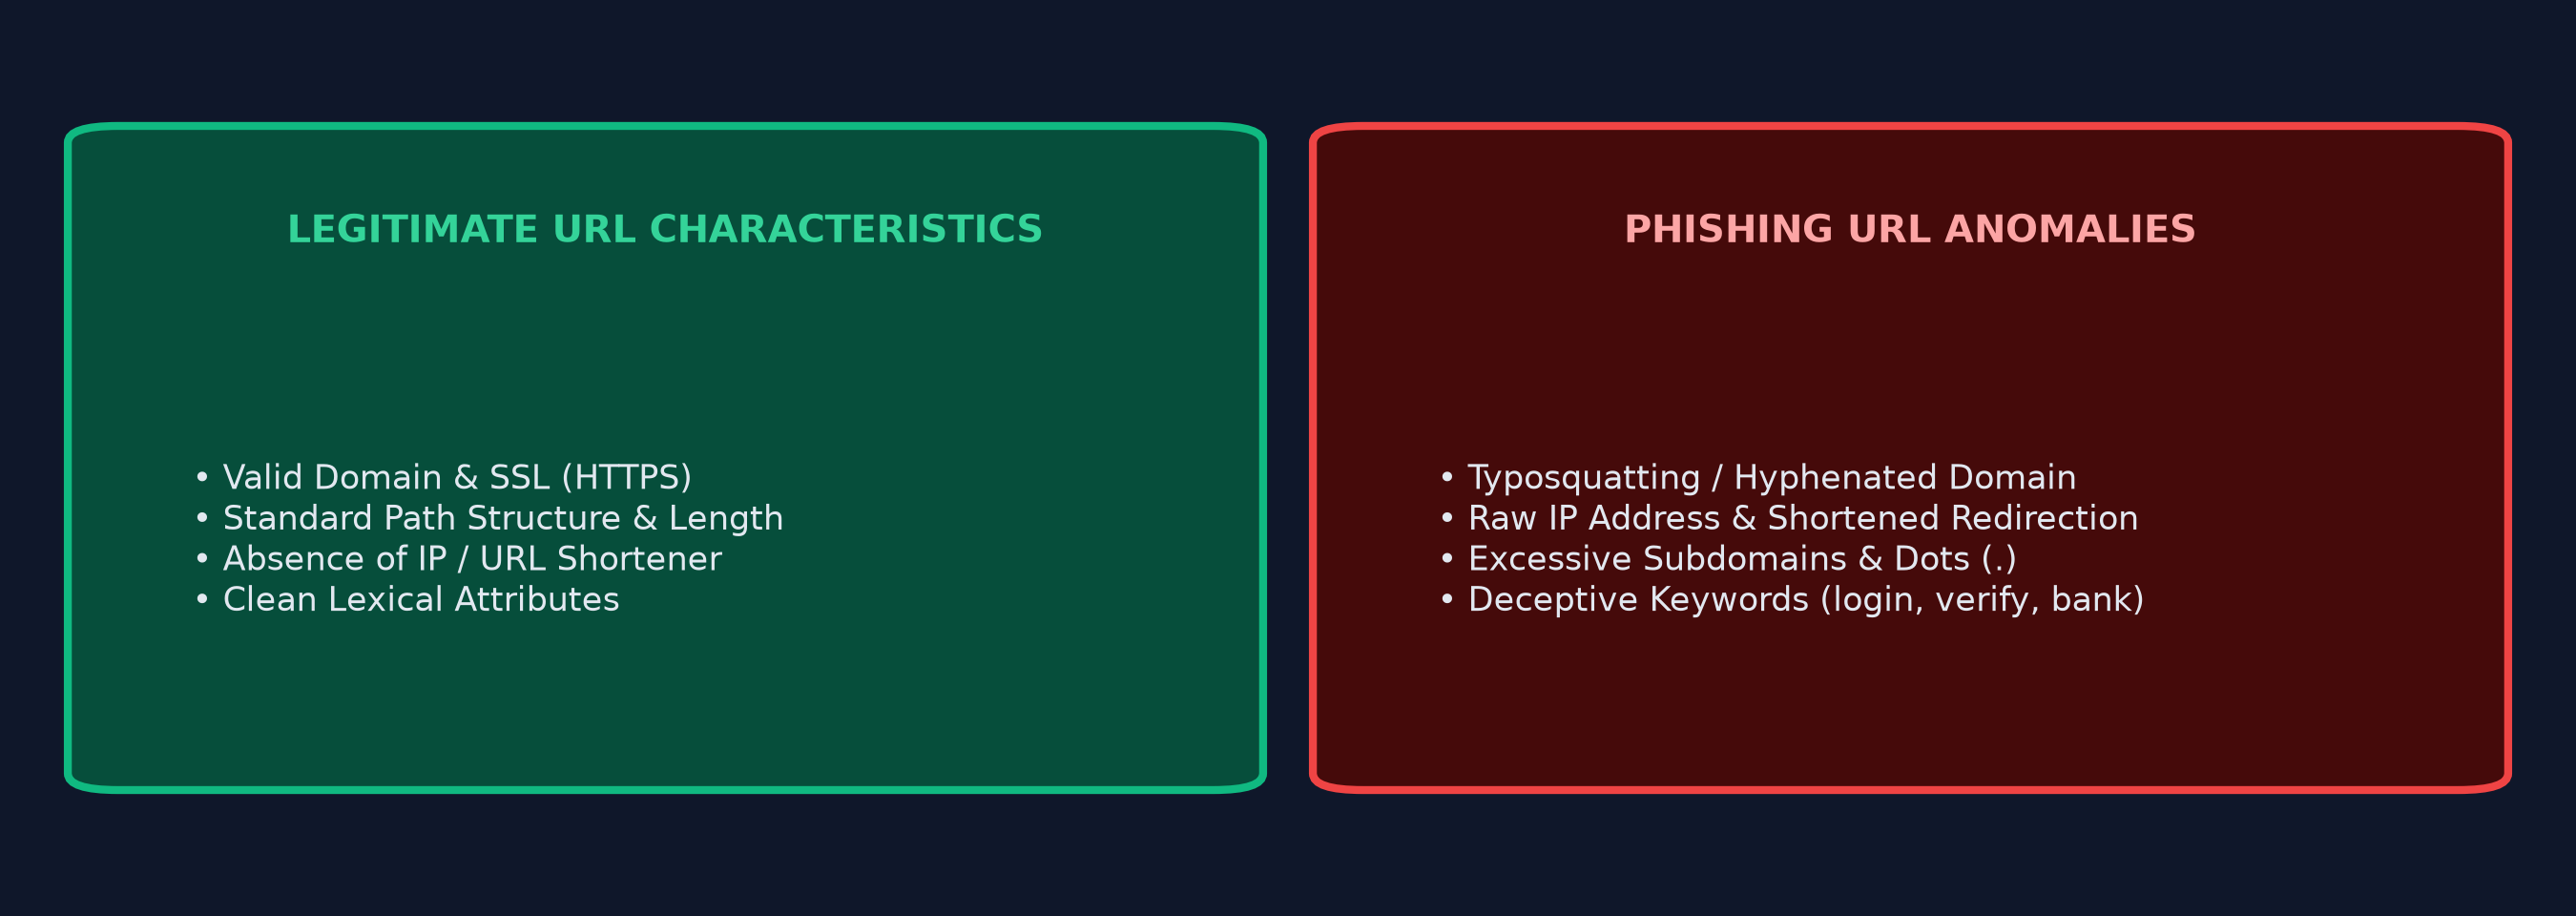 LEGITIMATE URL CHARACTERISTICS
• Valid Domain & SSL (HTTPS)
• Standard Path Structure & Length
• Absence of IP / URL Shortener
• Clean Lexical Attributes
PHISHING URL ANOMALIES
• Typosquatting / Hyphenated Domain
• Raw IP Address & Shortened Redirection
• Excessive Subdomains & Dots (.)
• Deceptive Keywords (login, verify, bank)